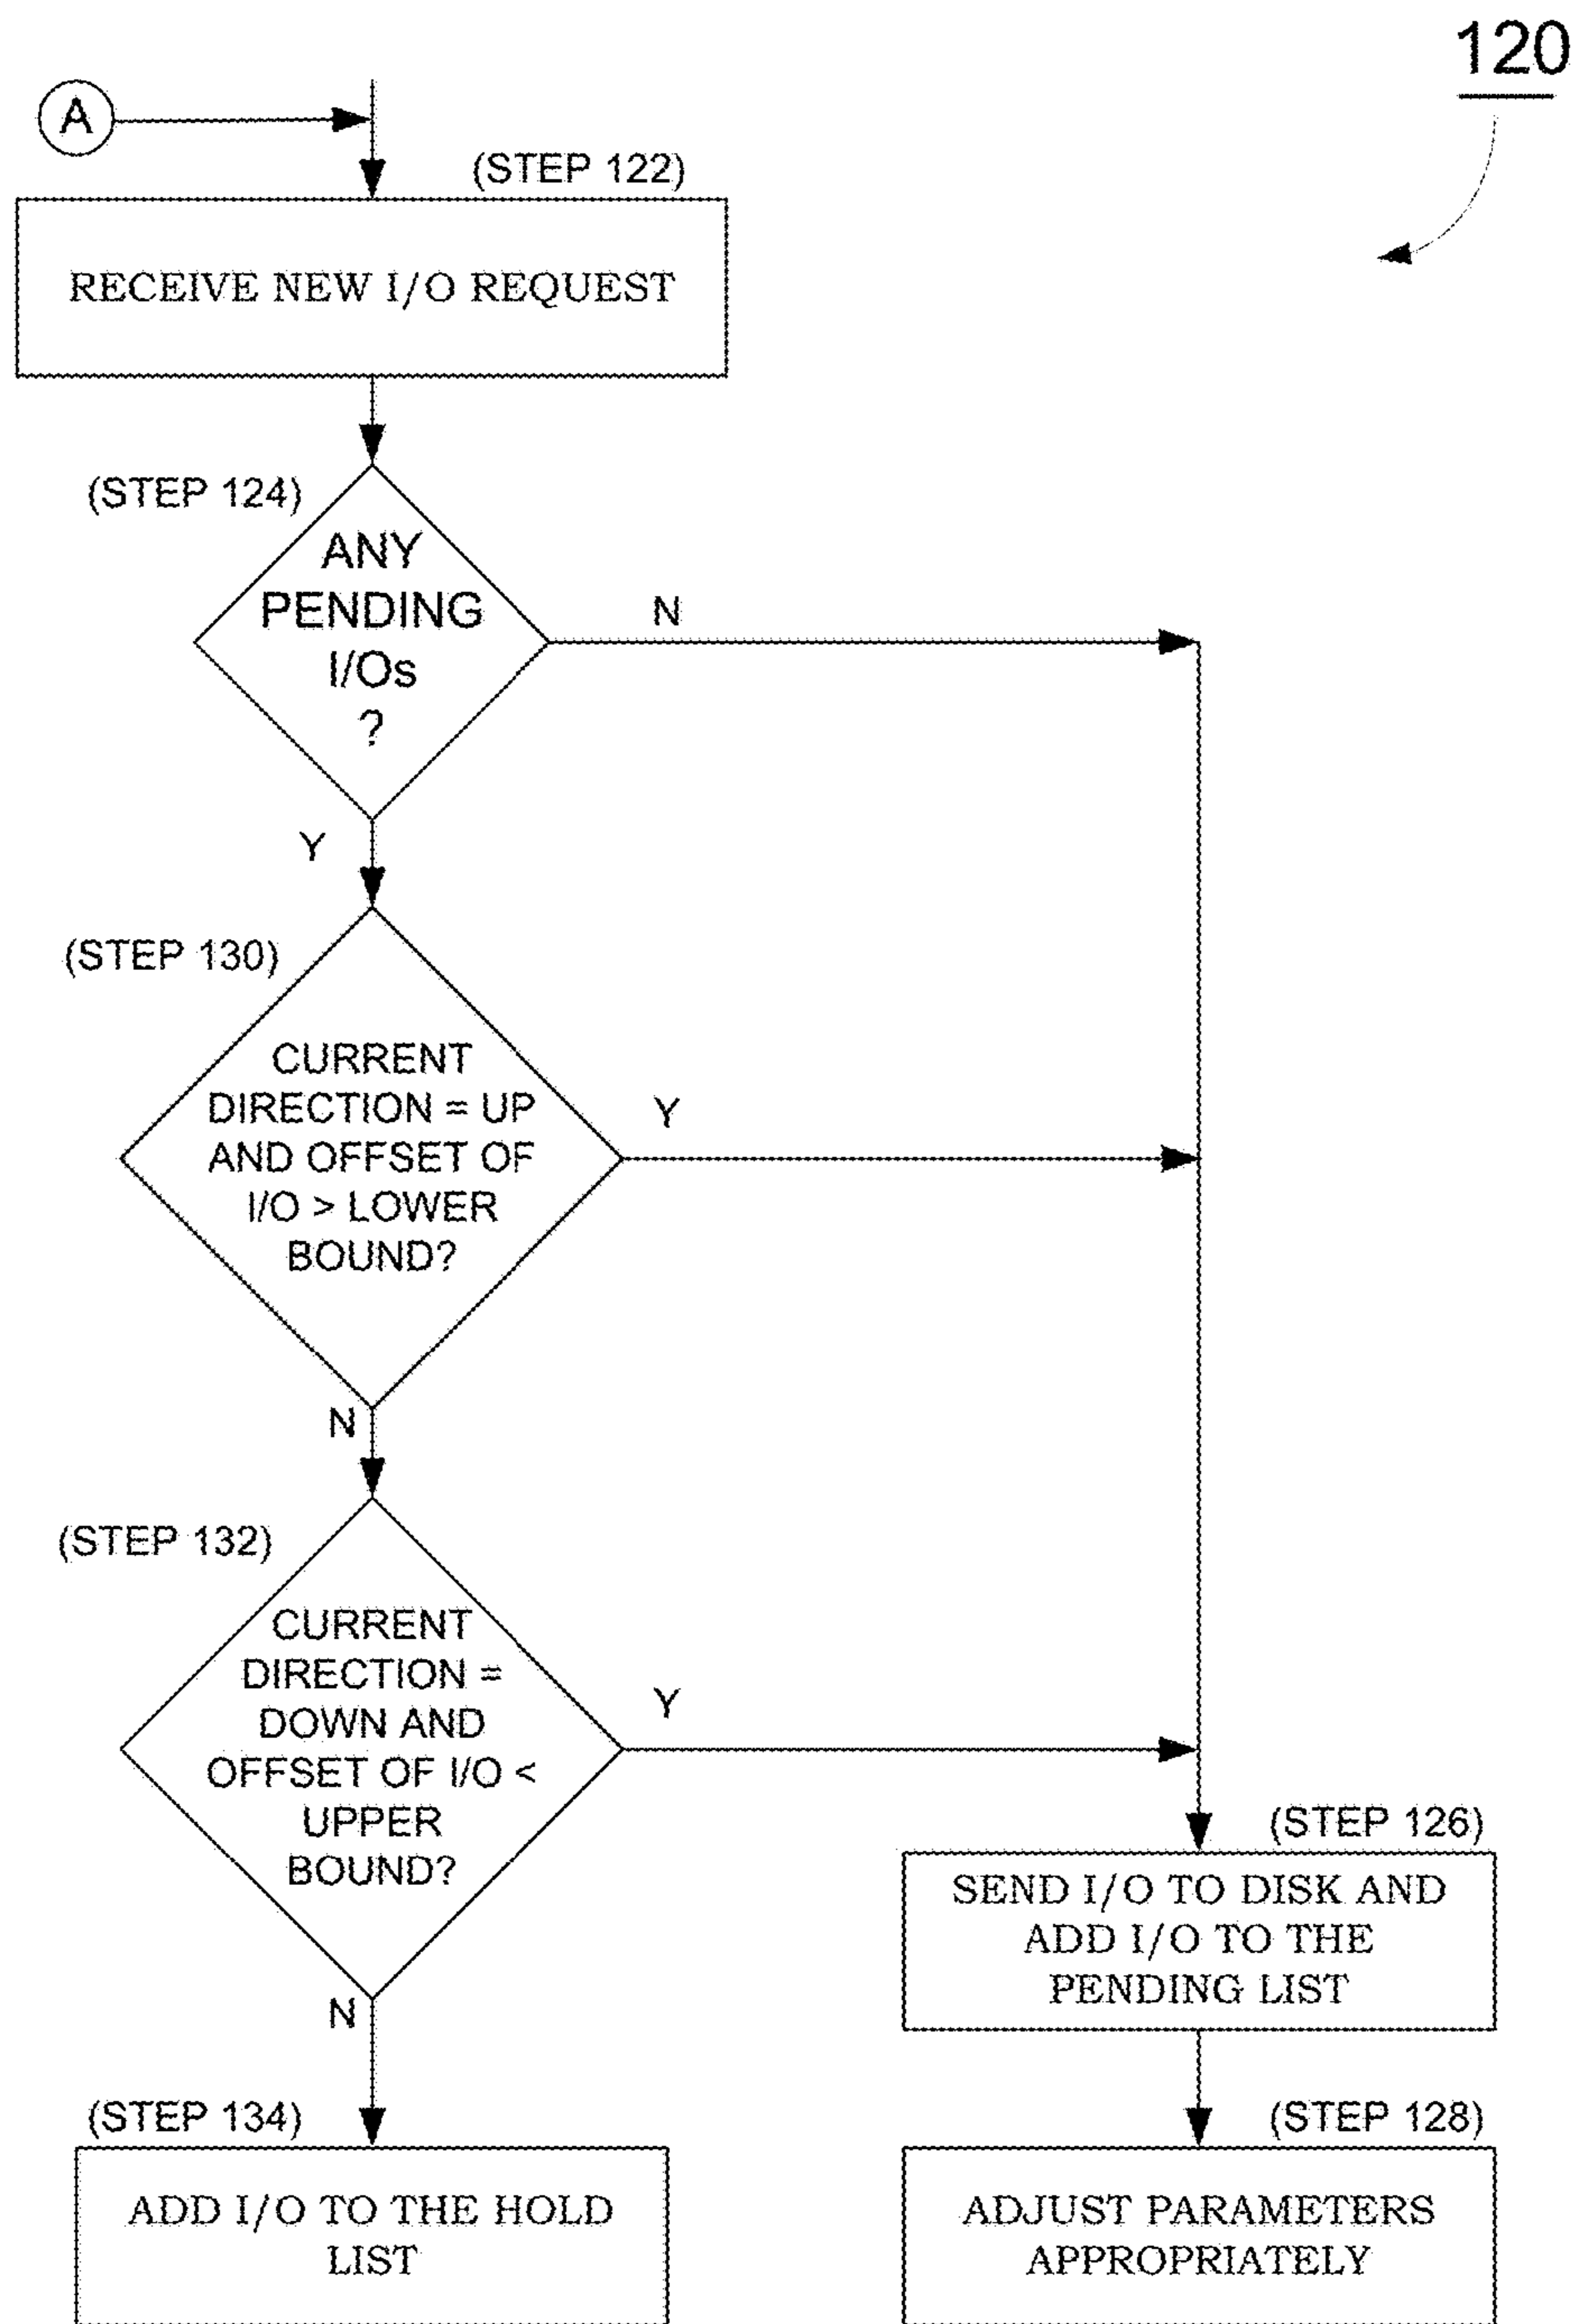 120
A
(STEP 122)
RECEIVE NEW I/O REQUEST
(STEP 124)
ANY
PENDING
I/Os
?
N
Y
(STEP 130)
CURRENT
DIRECTION = UP
AND OFFSET OF
I/O > LOWER
BOUND?
Y
N
(STEP 132)
CURRENT
DIRECTION =
DOWN AND
OFFSET OF I/O <
UPPER
BOUND?
Y
N
(STEP 126)
SEND I/O TO DISK AND
ADD I/O TO THE
PENDING LIST
(STEP 134)
ADD I/O TO THE HOLD
LIST
(STEP 128)
ADJUST PARAMETERS
APPROPRIATELY